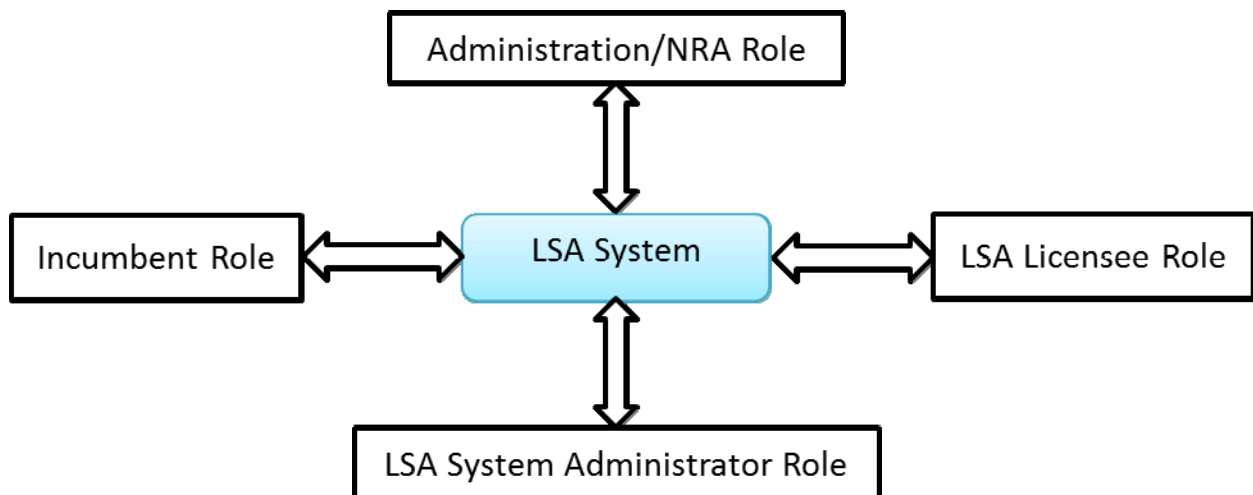 Administration/NRA Role
Incumbent Role
LSA System
LSA Licensee Role
LSA System Administrator Role